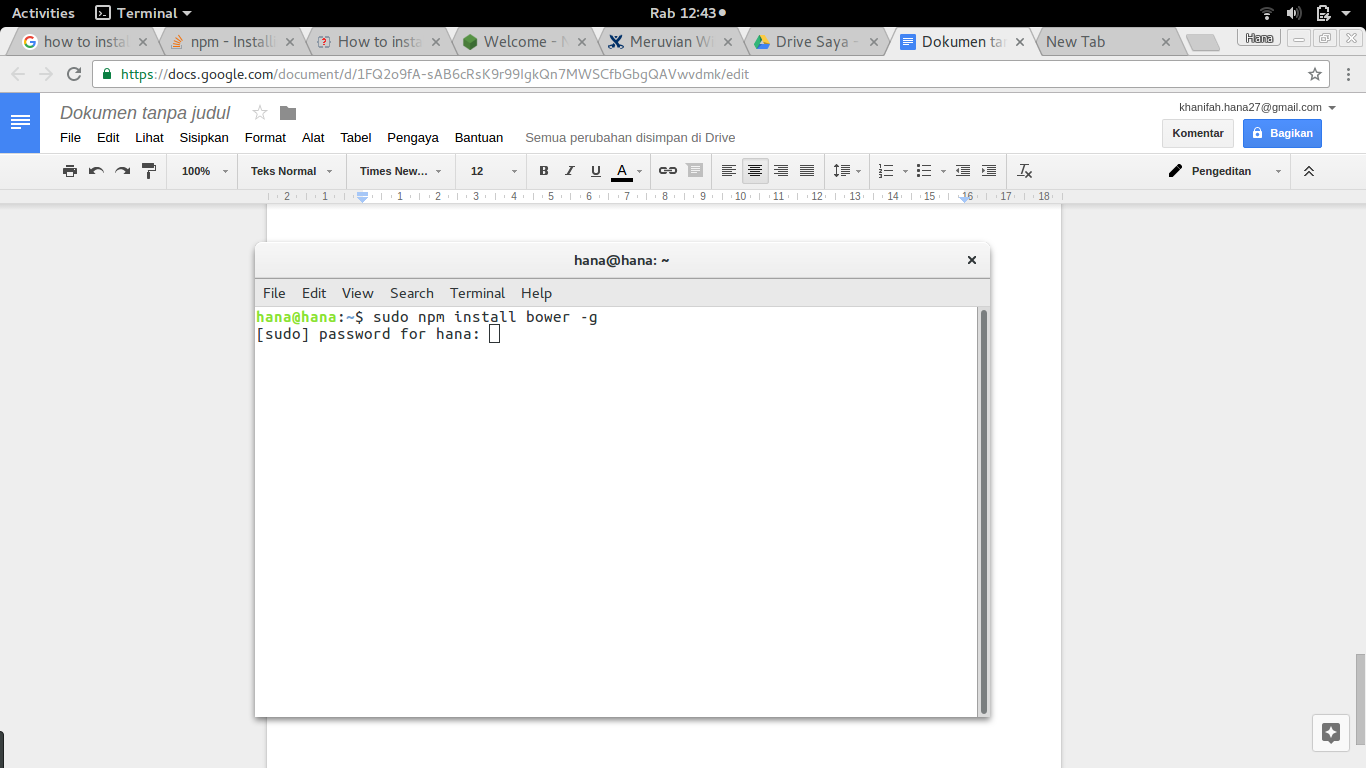 Activities Terminal Rab 12:43
how to instal npm - Install How to insta Welcome - N Meruvian Wi Drive Saya - Dokumen tan New Tab Hana
https://docs.google.com/document/d/1FQ2o9fA-sAB6cRsK9r99IgkQn7MWSCfbGbgQAVwvdmk/edit
Dokumen tanpa judul khanifah.hana27@gmail.com
File Edit Lihat Sisipkan Format Alat Tabel Pengaya Bantuan Semua perubahan disimpan di Drive Komentar Bagikan
100% Teks Normal Times New... 12 B I U A Pengeditan
2 1 1 2 3 4 5 6 7 8 9 10 11 12 13 14 15 16 17 18
hana@hana: ~
File Edit View Search Terminal Help
hana@hana:~$ sudo npm install bower -g
[sudo] password for hana: